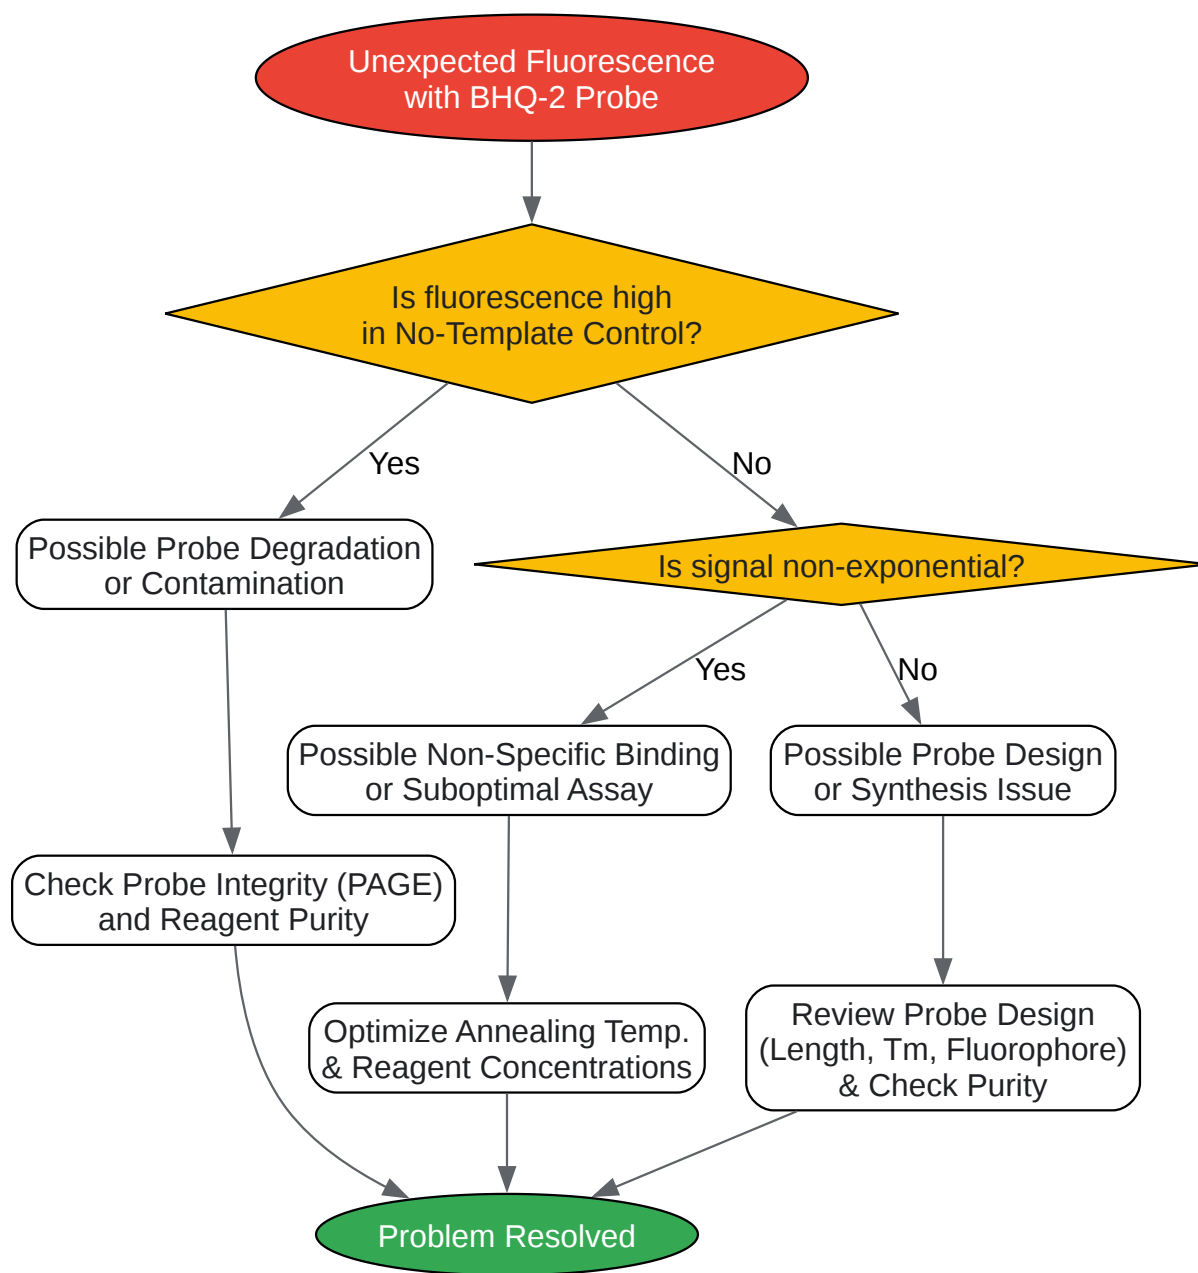 Unexpected Fluorescence
with BHQ-2 Probe
Is fluorescence high
in No-Template Control?
Yes
No
Possible Probe Degradation
or Contamination
Is signal non-exponential?
Yes
No
Possible Non-Specific Binding
or Suboptimal Assay
Possible Probe Design
or Synthesis Issue
Check Probe Integrity (PAGE)
and Reagent Purity
Optimize Annealing Temp.
& Reagent Concentrations
Review Probe Design
(Length, Tm, Fluorophore)
& Check Purity
Problem Resolved